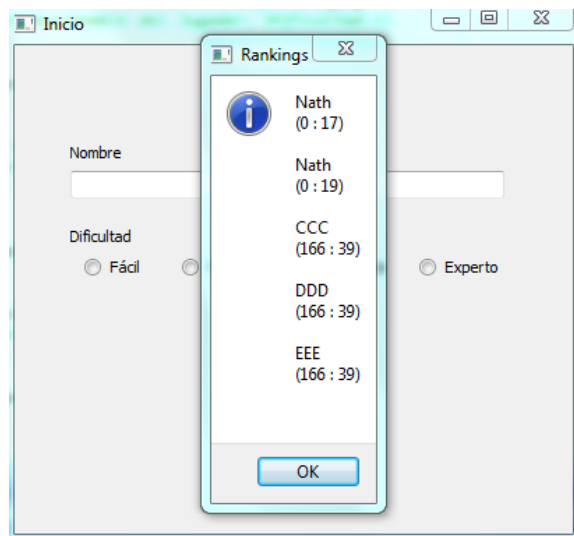 Inicio
Rankings
Nath
(0 : 17)
Nombre
Nath
(0 : 19)
CCC
(166 : 39)
Dificultad
Fácil
Experto
DDD
(166 : 39)
EEE
(166 : 39)
OK